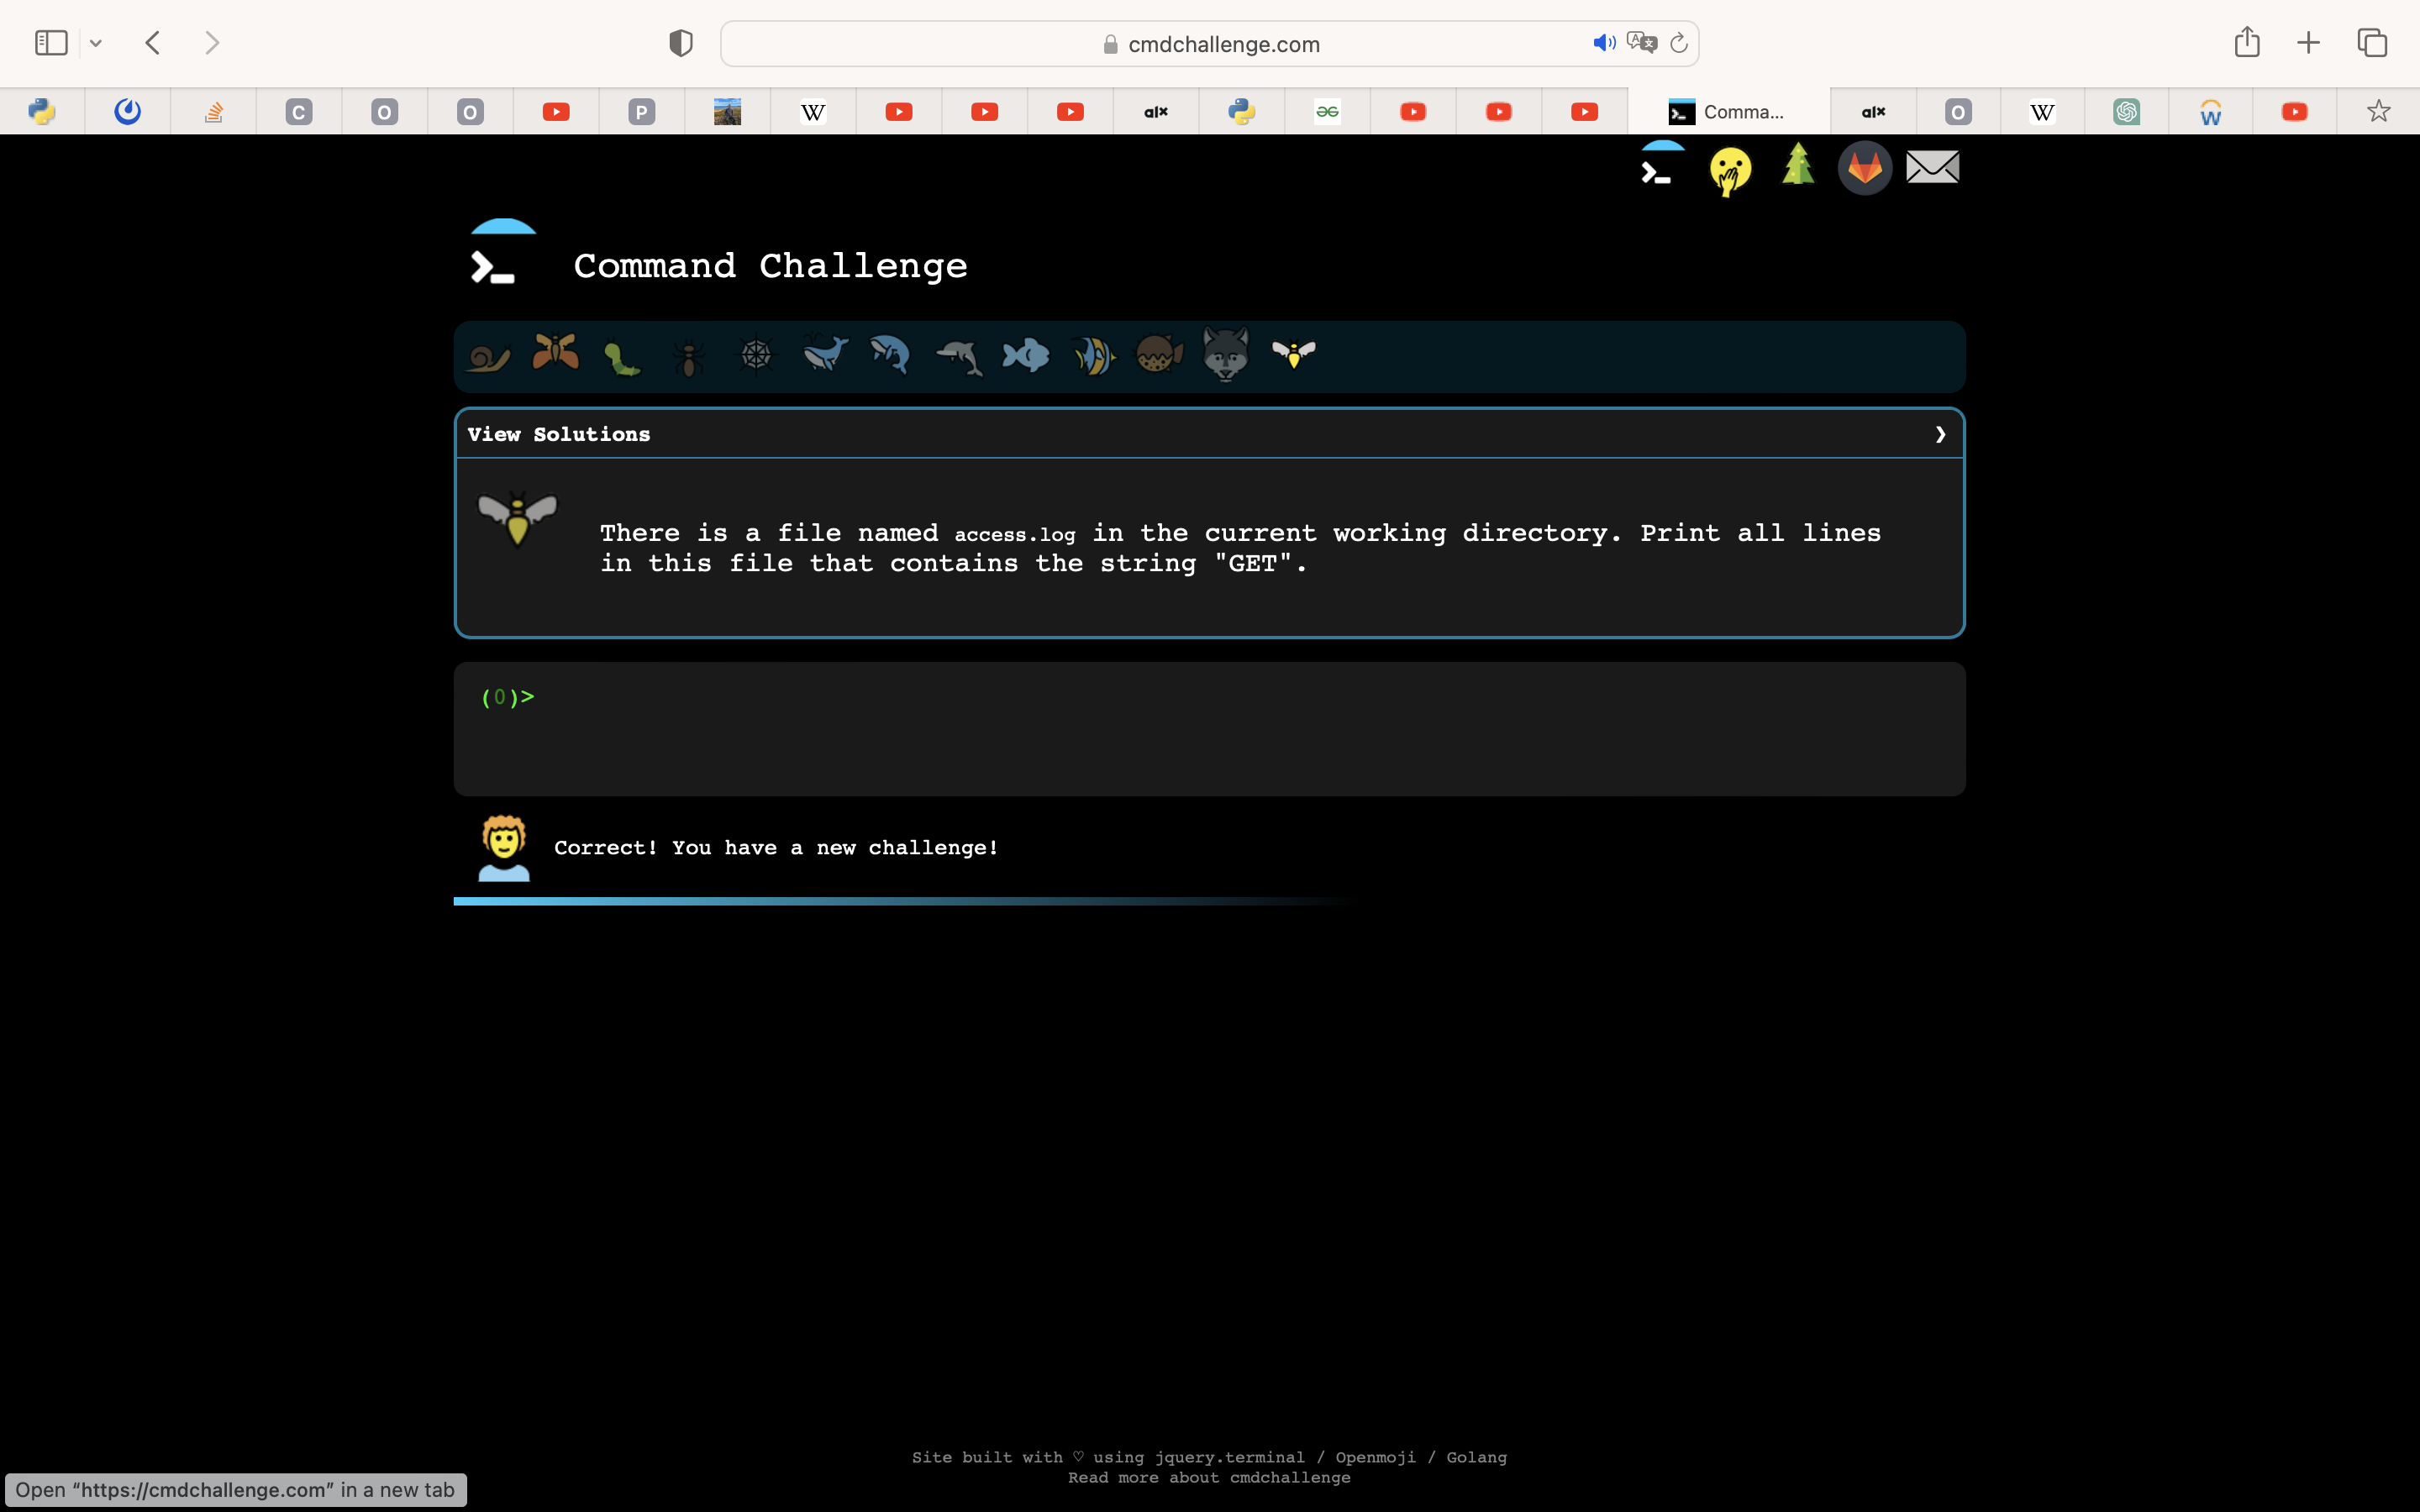 cmdchallenge.com
C
O
O
P
W
alx
Comma...
alx
O
W
W
Command Challenge
View Solutions
There is a file named access.log in the current working directory. Print all lines
in this file that contains the string "GET".
(0)>
Correct! You have a new challenge!
Site built with ♡ using jquery.terminal / Openmoji / Golang
Read more about cmdchallenge
Open “https://cmdchallenge.com” in a new tab